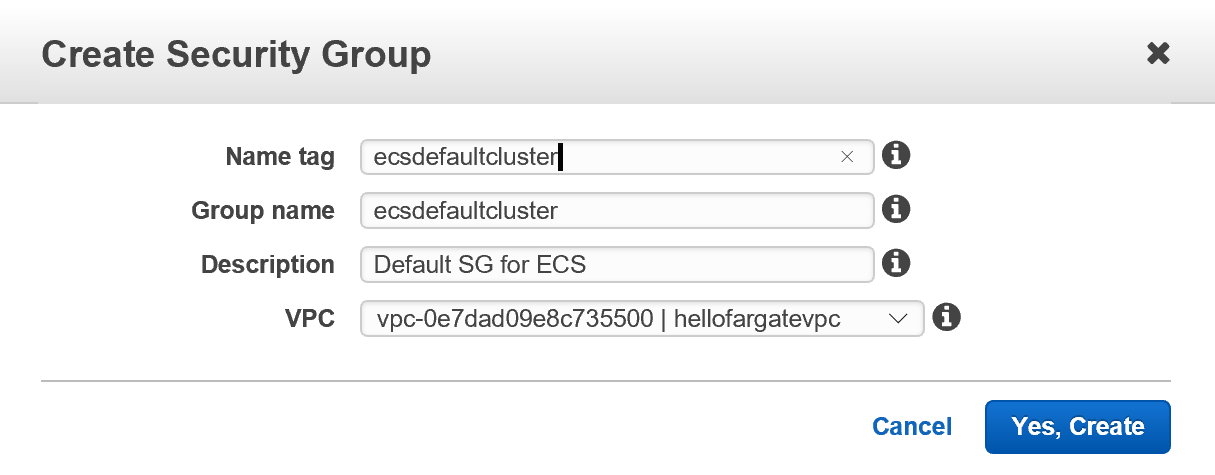 Create Security Group
Name tag ecsdefaultcluster
Group name ecsdefaultcluster
Description Default SG for ECS
VPC vpc-0e7dad09e8c735500 | hellofargatevpc
Cancel Yes, Create